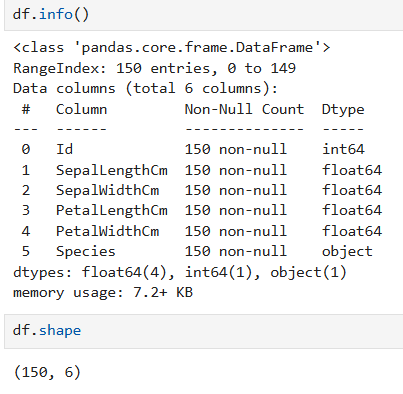 df.info()
<class 'pandas.core.frame.DataFrame'>
RangeIndex: 150 entries, 0 to 149
Data columns (total 6 columns):
 #   Column         Non-Null Count  Dtype
---  ------         --------------  -----
 0   Id             150 non-null    int64
 1   SepalLengthCm  150 non-null    float64
 2   SepalWidthCm   150 non-null    float64
 3   PetalLengthCm  150 non-null    float64
 4   PetalWidthCm   150 non-null    float64
 5   Species        150 non-null    object
dtypes: float64(4), int64(1), object(1)
memory usage: 7.2+ KB
df.shape
(150, 6)